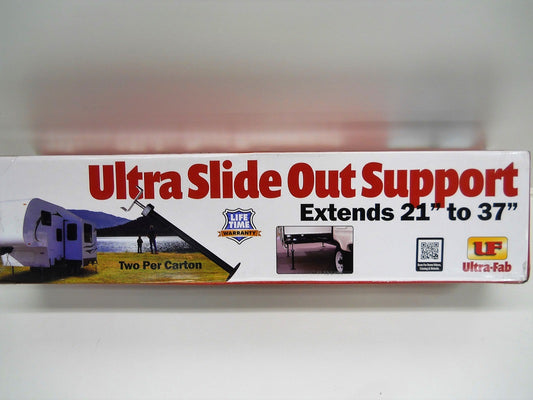 Ultra Slide Out Support
Extends 21" to 37"
LIFE
TIME
WARRANTY
Two Per Carton
UF
Ultra-Fab